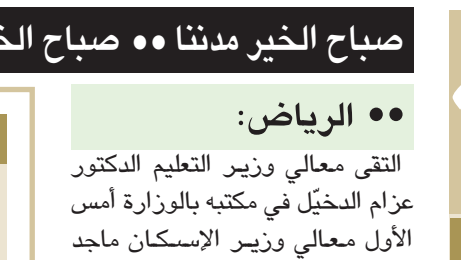 صباح الخير مدننا •• صباح
•• الرياض:
التقى معالي وزير التعليم الدكتور
عزام الدخيّل في مكتبه بالوزارة أمس
الأول معالي وزير الإسكان ماجد